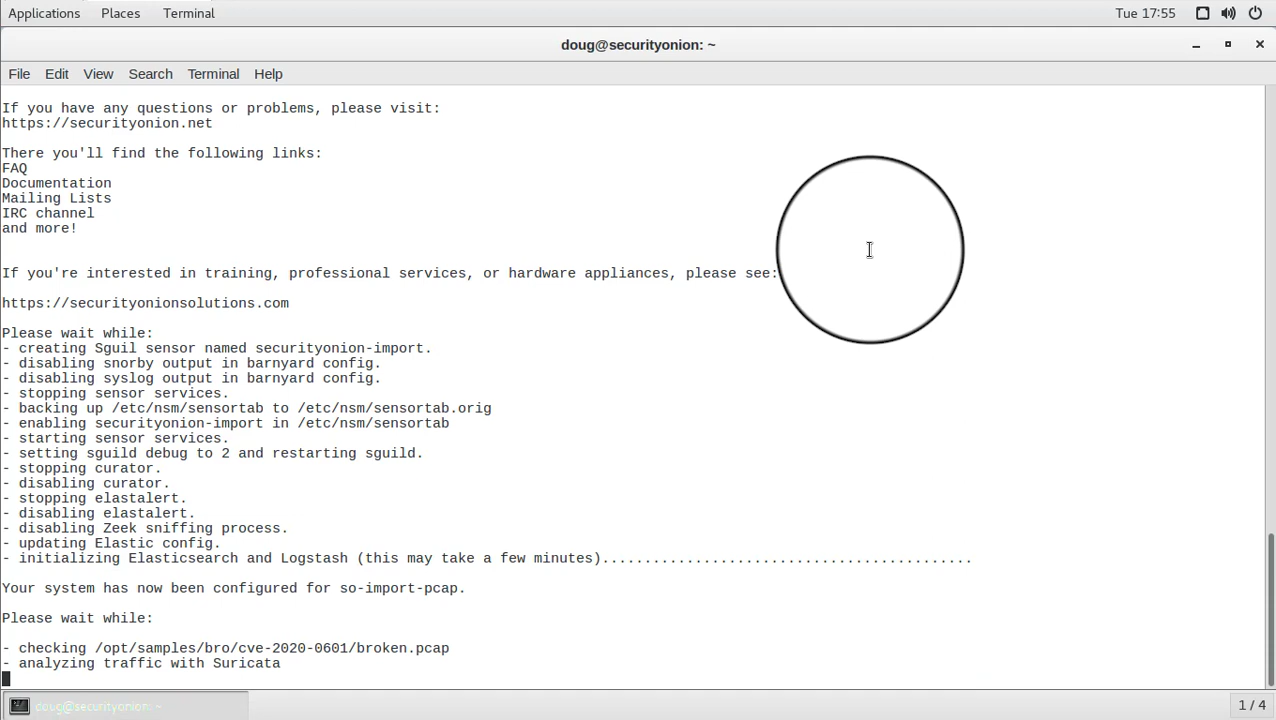 Applications Places Terminal Tue 17:55
doug@securityonion: ~
File Edit View Search Terminal Help
If you have any questions or problems, please visit:
https://securityonion.net
There you'll find the following links:
FAQ
Documentation
Mailing Lists
IRC channel
and more!
If you're interested in training, professional services, or hardware appliances, please see:
https://securityonionsolutions.com
Please wait while:
- creating Sguil sensor named securityonion-import.
- disabling snorby output in barnyard config.
- disabling syslog output in barnyard config.
- stopping sensor services.
- backing up /etc/nsm/sensortab to /etc/nsm/sensortab.orig
- enabling securityonion-import in /etc/nsm/sensortab
- starting sensor services.
- setting sguild debug to 2 and restarting sguild.
- stopping curator.
- disabling curator.
- stopping elastalert.
- disabling elastalert.
- disabling Zeek sniffing process.
- updating Elastic config.
- initializing Elasticsearch and Logstash (this may take a few minutes)............................................
Your system has now been configured for so-import-pcap.
Please wait while:
- checking /opt/samples/bro/cve-2020-0601/broken.pcap
- analyzing traffic with Suricata
doug@securityonion: ~ 1 / 4